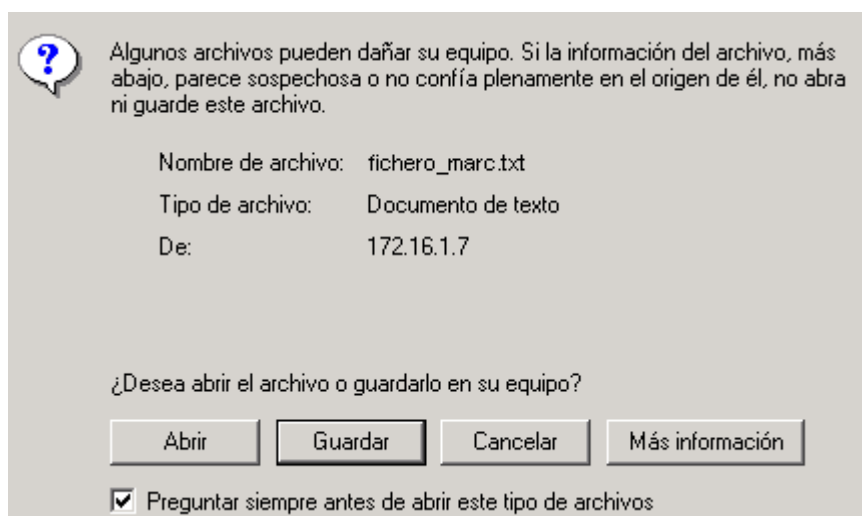 Algunos archivos pueden dañar su equipo. Si la información del archivo, más
abajo, parece sospechosa o no confía plenamente en el origen de él, no abra
ni guarde este archivo.
Nombre de archivo: fichero_marc.txt
Tipo de archivo: Documento de texto
De: 172.16.1.7
¿Desea abrir el archivo o guardarlo en su equipo?
Abrir Guardar Cancelar Más información
Preguntar siempre antes de abrir este tipo de archivos